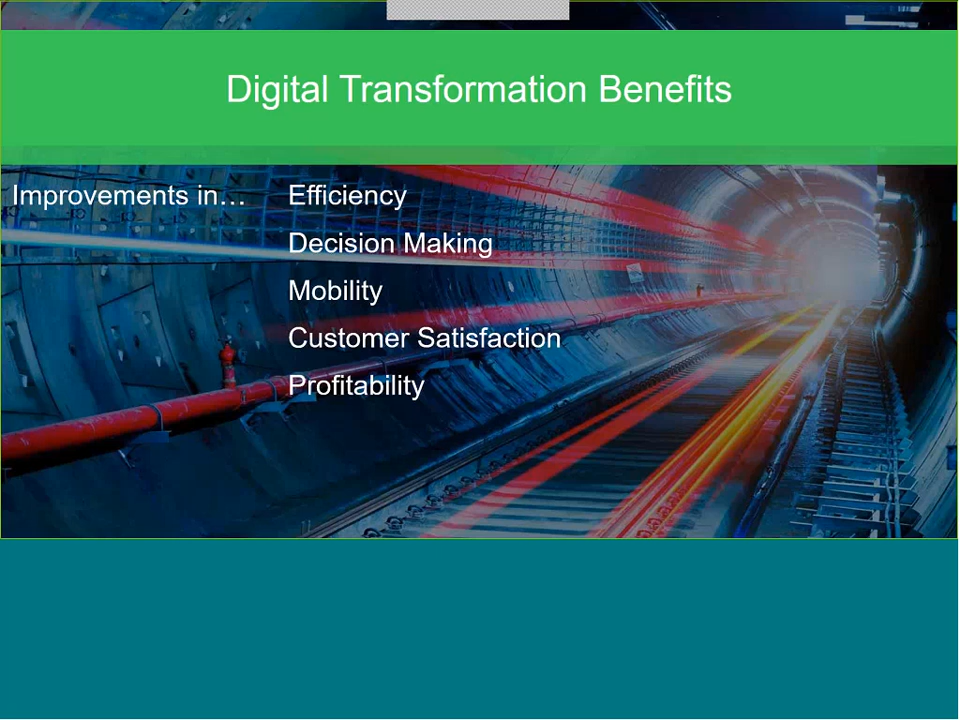 Digital Transformation Benefits
Improvements in… Efficiency
Decision Making
Mobility
Customer Satisfaction
Profitability